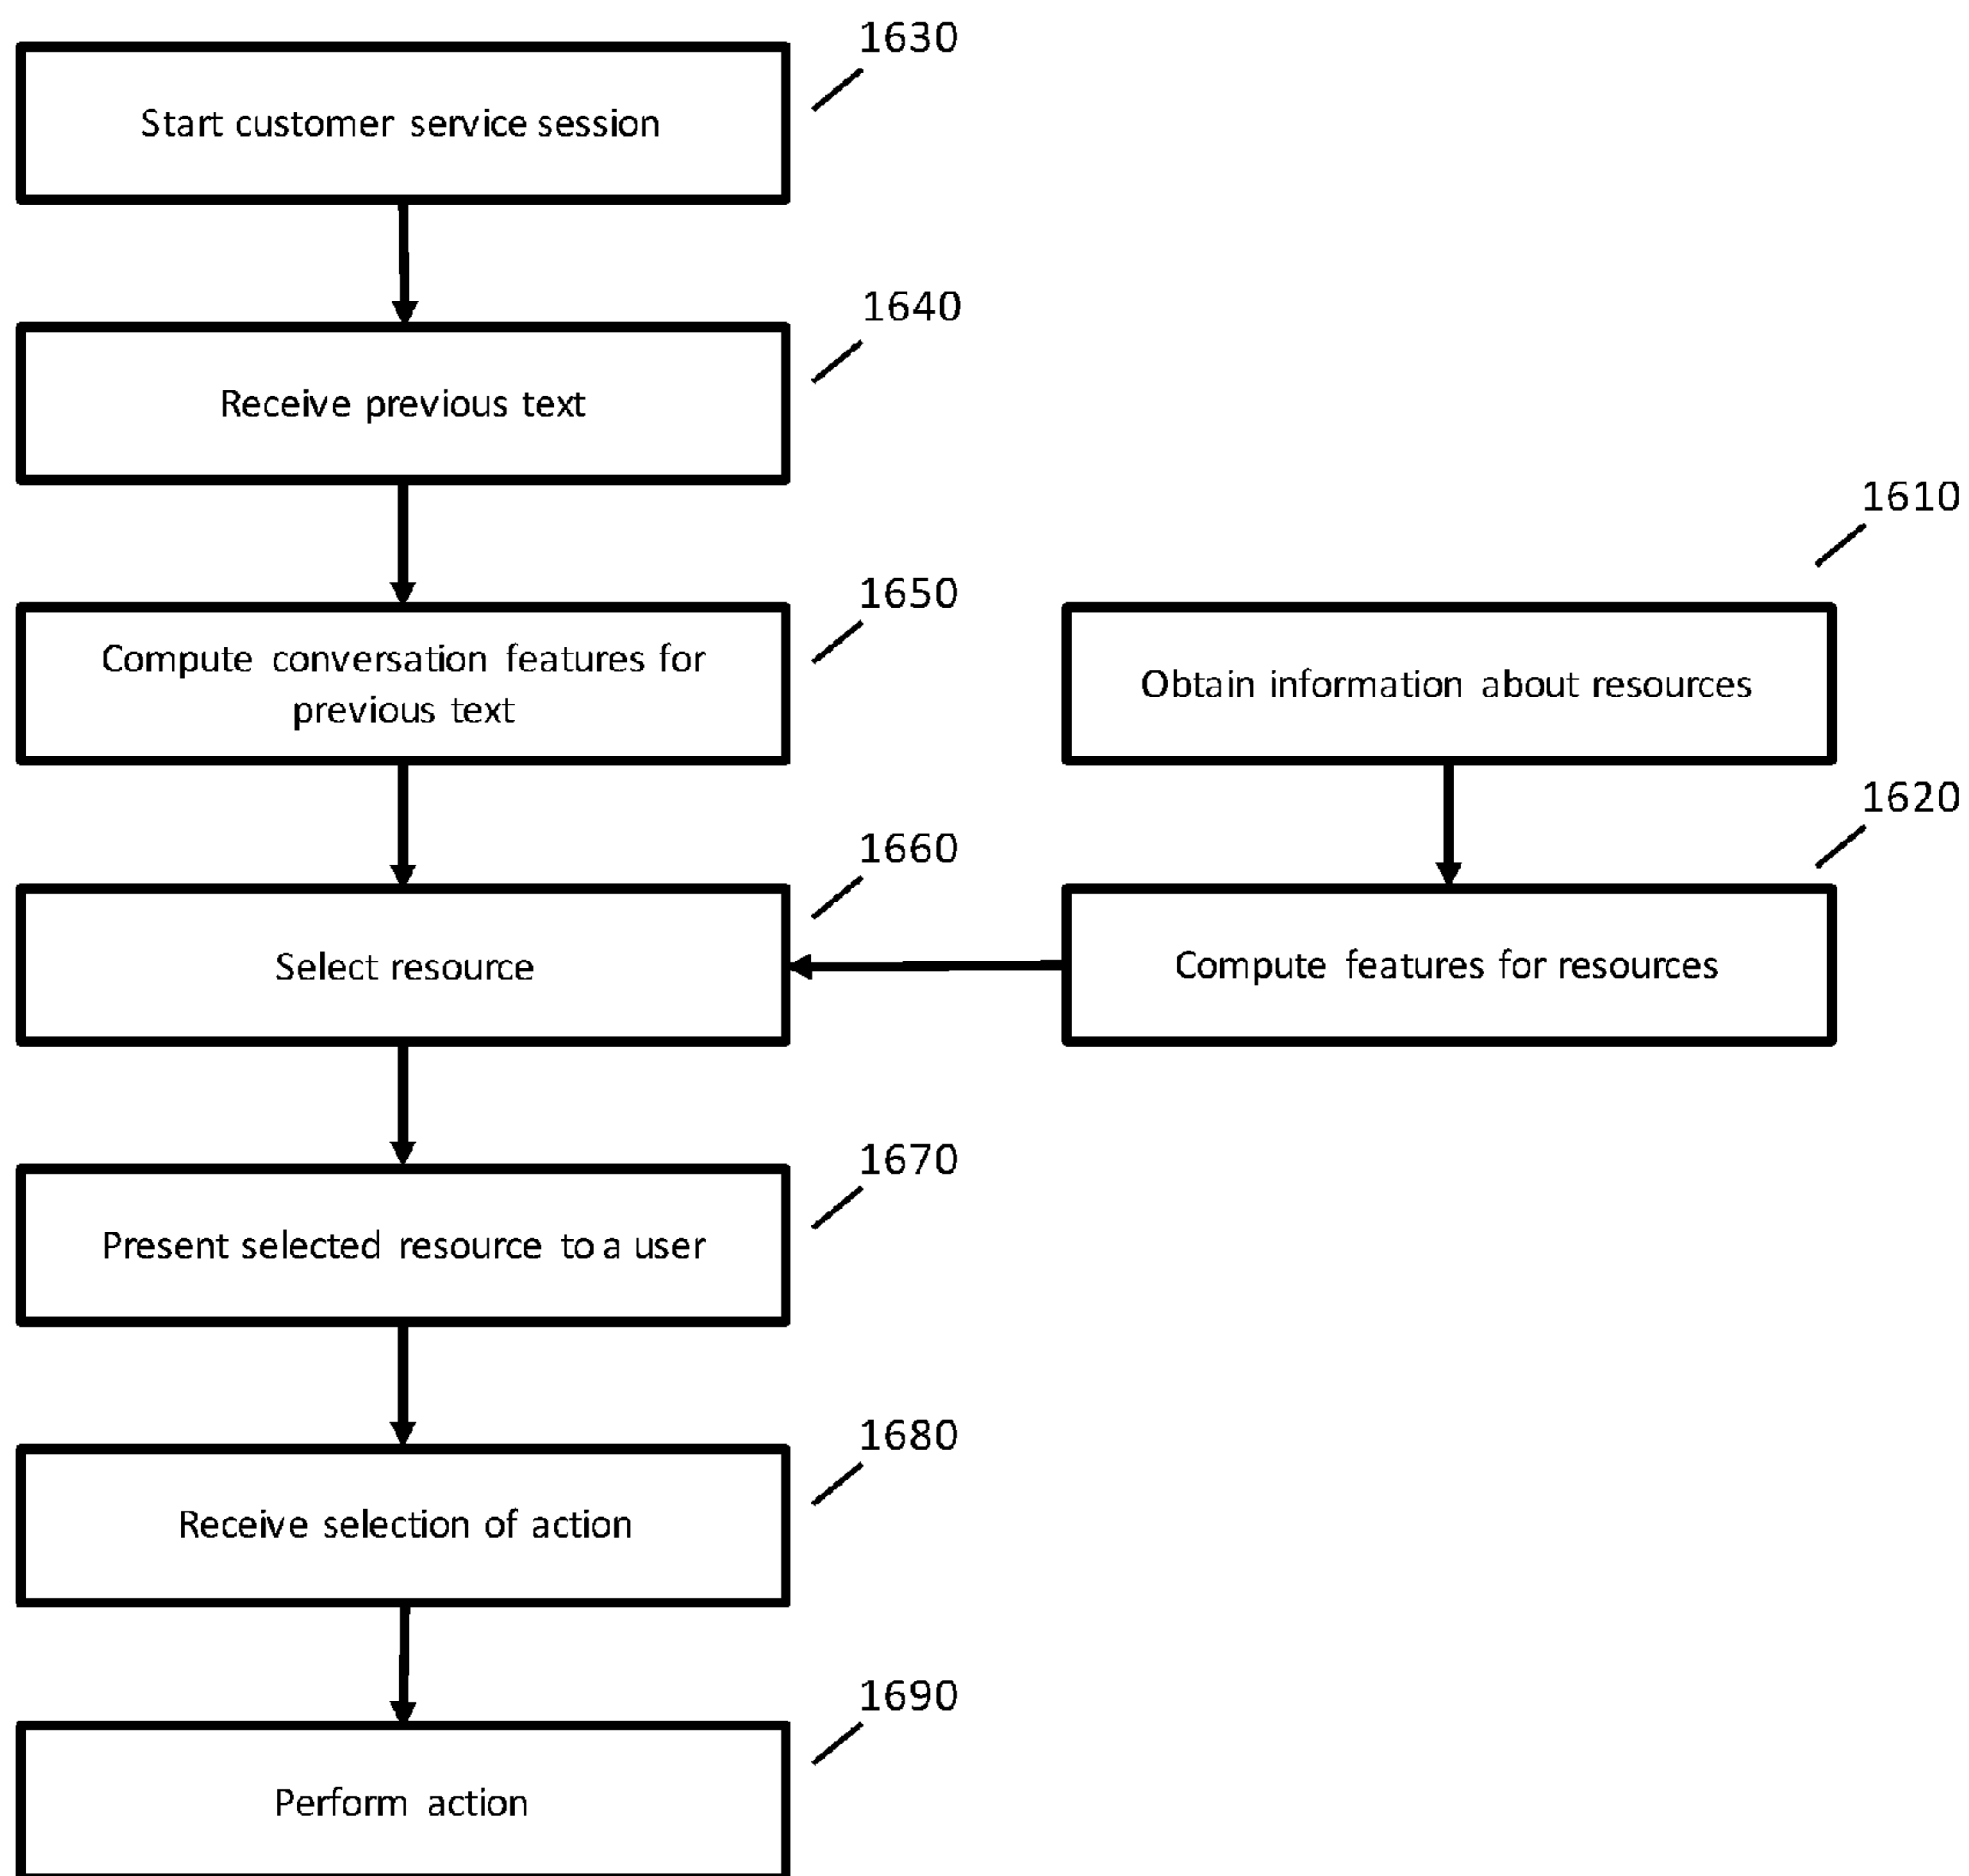 1630
Start customer service session
1640
Receive previous text
1650
Compute conversation features for
previous text
1610
Obtain information about resources
1660
Select resource
1620
Compute features for resources
1670
Present selected resource to a user
1680
Receive selection of action
1690
Perform action